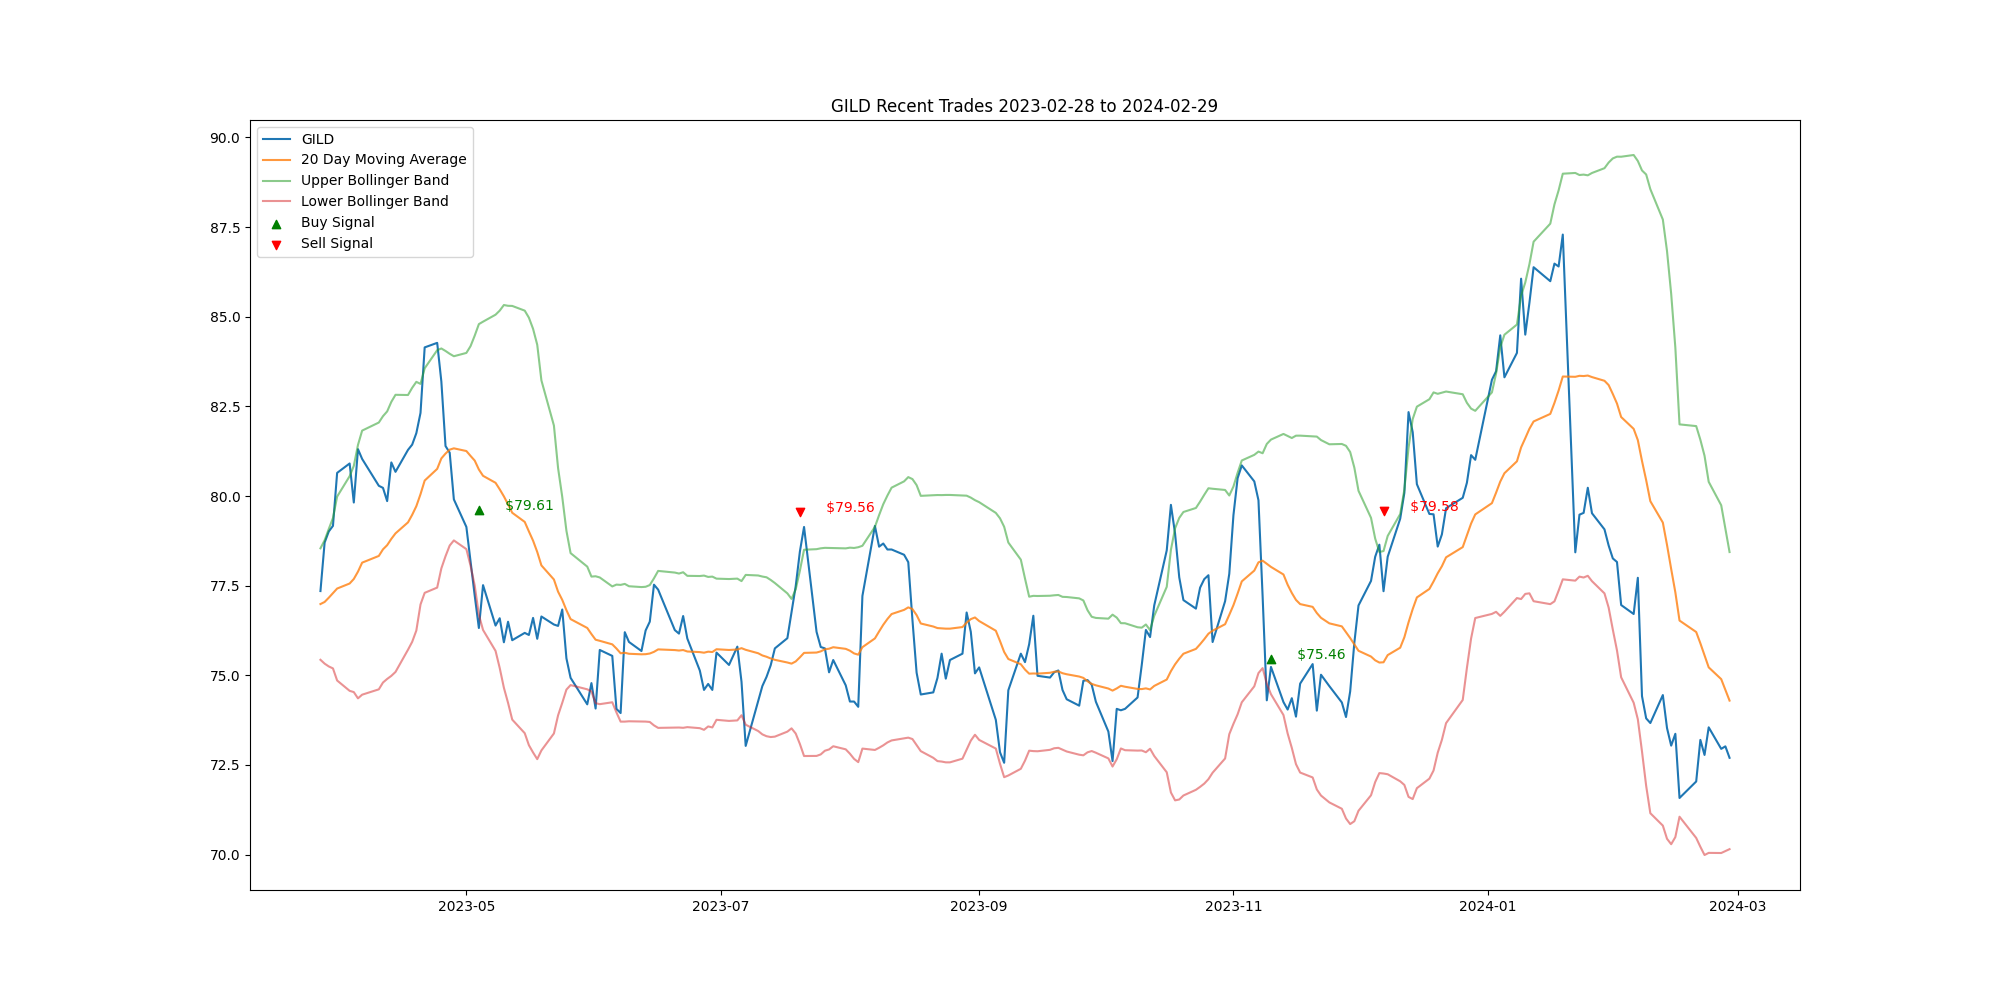 GILD Recent Trades 2023-02-28 to 2024-02-29
90.0
87.5
85.0
82.5
80.0
77.5
75.0
72.5
70.0
GILD
20 Day Moving Average
Upper Bollinger Band
Lower Bollinger Band
Buy Signal
Sell Signal
$79.61
$79.56
$75.46
$79.58
2023-05
2023-07
2023-09
2023-11
2024-01
2024-03